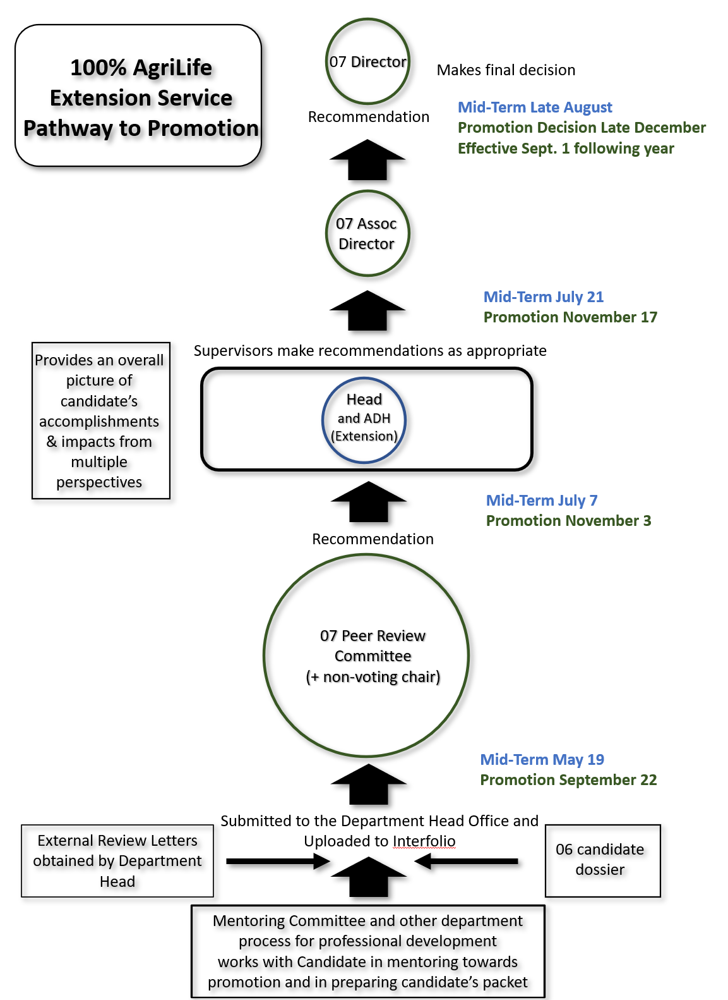 100% AgriLife
Extension Service
Pathway to Promotion
07 Director
Makes final decision
Recommendation
Mid-Term Late August
Promotion Decision Late December
Effective Sept. 1 following year
07 Assoc
Director
Mid-Term July 21
Promotion November 17
Supervisors make recommendations as appropriate
Provides an overall
picture of
candidate’s
accomplishments
& impacts from
multiple
perspectives
Head
and ADH
(Extension)
Mid-Term July 7
Promotion November 3
Recommendation
07 Peer Review
Committee
(+ non-voting chair)
Mid-Term May 19
Promotion September 22
Submitted to the Department Head Office and
Uploaded to Interfolio
External Review Letters
obtained by Department
Head
06 candidate
dossier
Mentoring Committee and other department
process for professional development
works with Candidate in mentoring towards
promotion and in preparing candidate’s packet